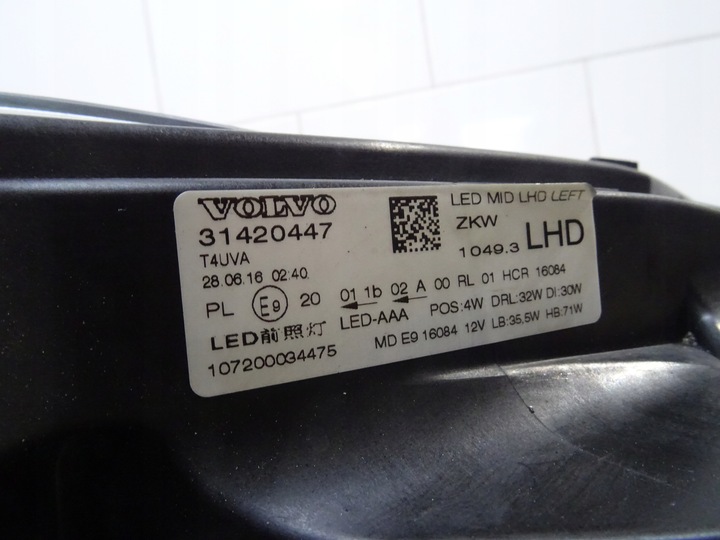 VOLVO
31420447
T4UVA
28.06.16 02:40
LED MID LHD LEFT
ZKW
1049.3 LHD
PL E9 20 01 1b 02 A 00 RL 01 HCR 16084
LED-AAA POS:4W DRL:32W DI:30W
LED前照灯 MD E9 16084 12V LB:35,5W HB:71W
107200034475